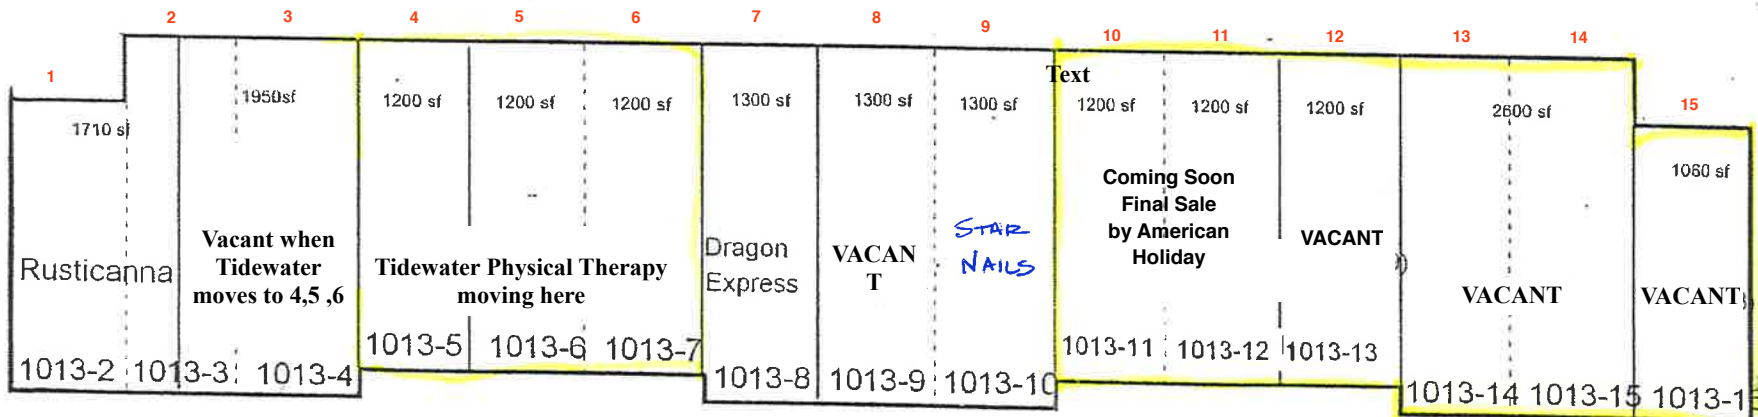 1
2
3
4
5
6
7
8
9
10
11
12
13
14
15
1710 sf
1950sf
1200 sf
1200 sf
1200 sf
1300 sf
1300 sf
1300 sf
Text
1200 sf
1200 sf
1200 sf
2600 sf
1060 sf
Rusticanna
Vacant when
Tidewater
moves to 4,5 ,6
Tidewater Physical Therapy
moving here
Dragon
Express
VACAN
T
STAR
NAILS
Coming Soon
Final Sale
by American
Holiday
VACANT
VACANT
VACANT
1013-2
1013-3
1013-4
1013-5
1013-6
1013-7
1013-8
1013-9
1013-10
1013-11
1013-12
1013-13
1013-14
1013-15